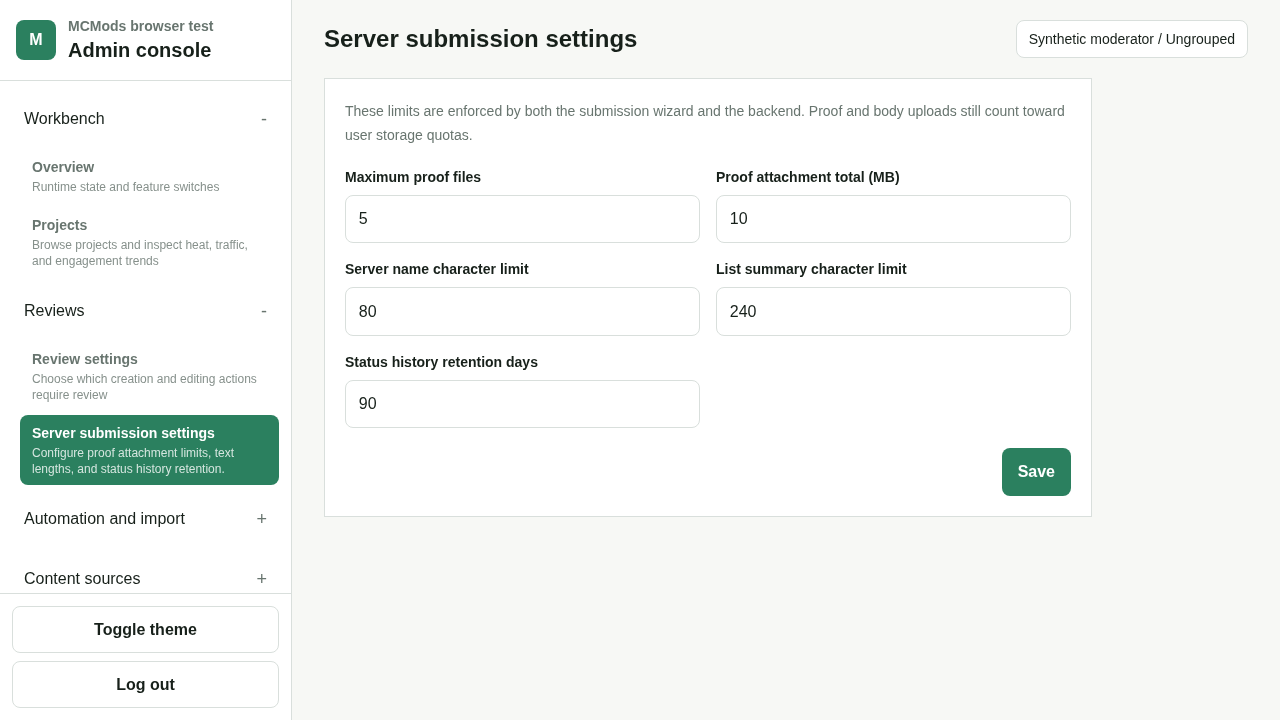 M
MCMods browser test
Admin console
Workbench -
Overview
Runtime state and feature switches
Projects
Browse projects and inspect heat, traffic,
and engagement trends
Reviews -
Review settings
Choose which creation and editing actions
require review
Server submission settings
Configure proof attachment limits, text
lengths, and status history retention.
Automation and import +
Content sources +
Toggle theme
Log out
Server submission settings
Synthetic moderator / Ungrouped
These limits are enforced by both the submission wizard and the backend. Proof and body uploads still count toward
user storage quotas.
Maximum proof files
5
Proof attachment total (MB)
10
Server name character limit
80
List summary character limit
240
Status history retention days
90
Save